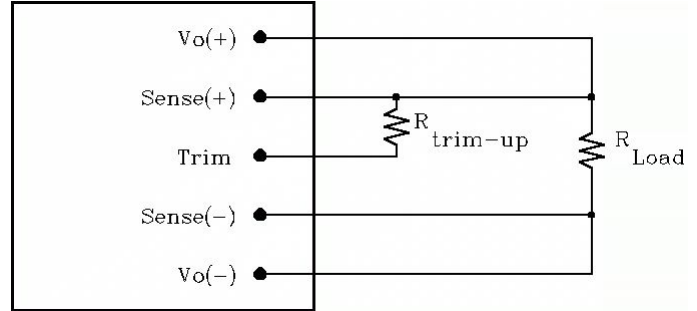 Vo(+)
Sense(+)
R trim-up
Trim
R Load
Sense(-)
Vo(-)